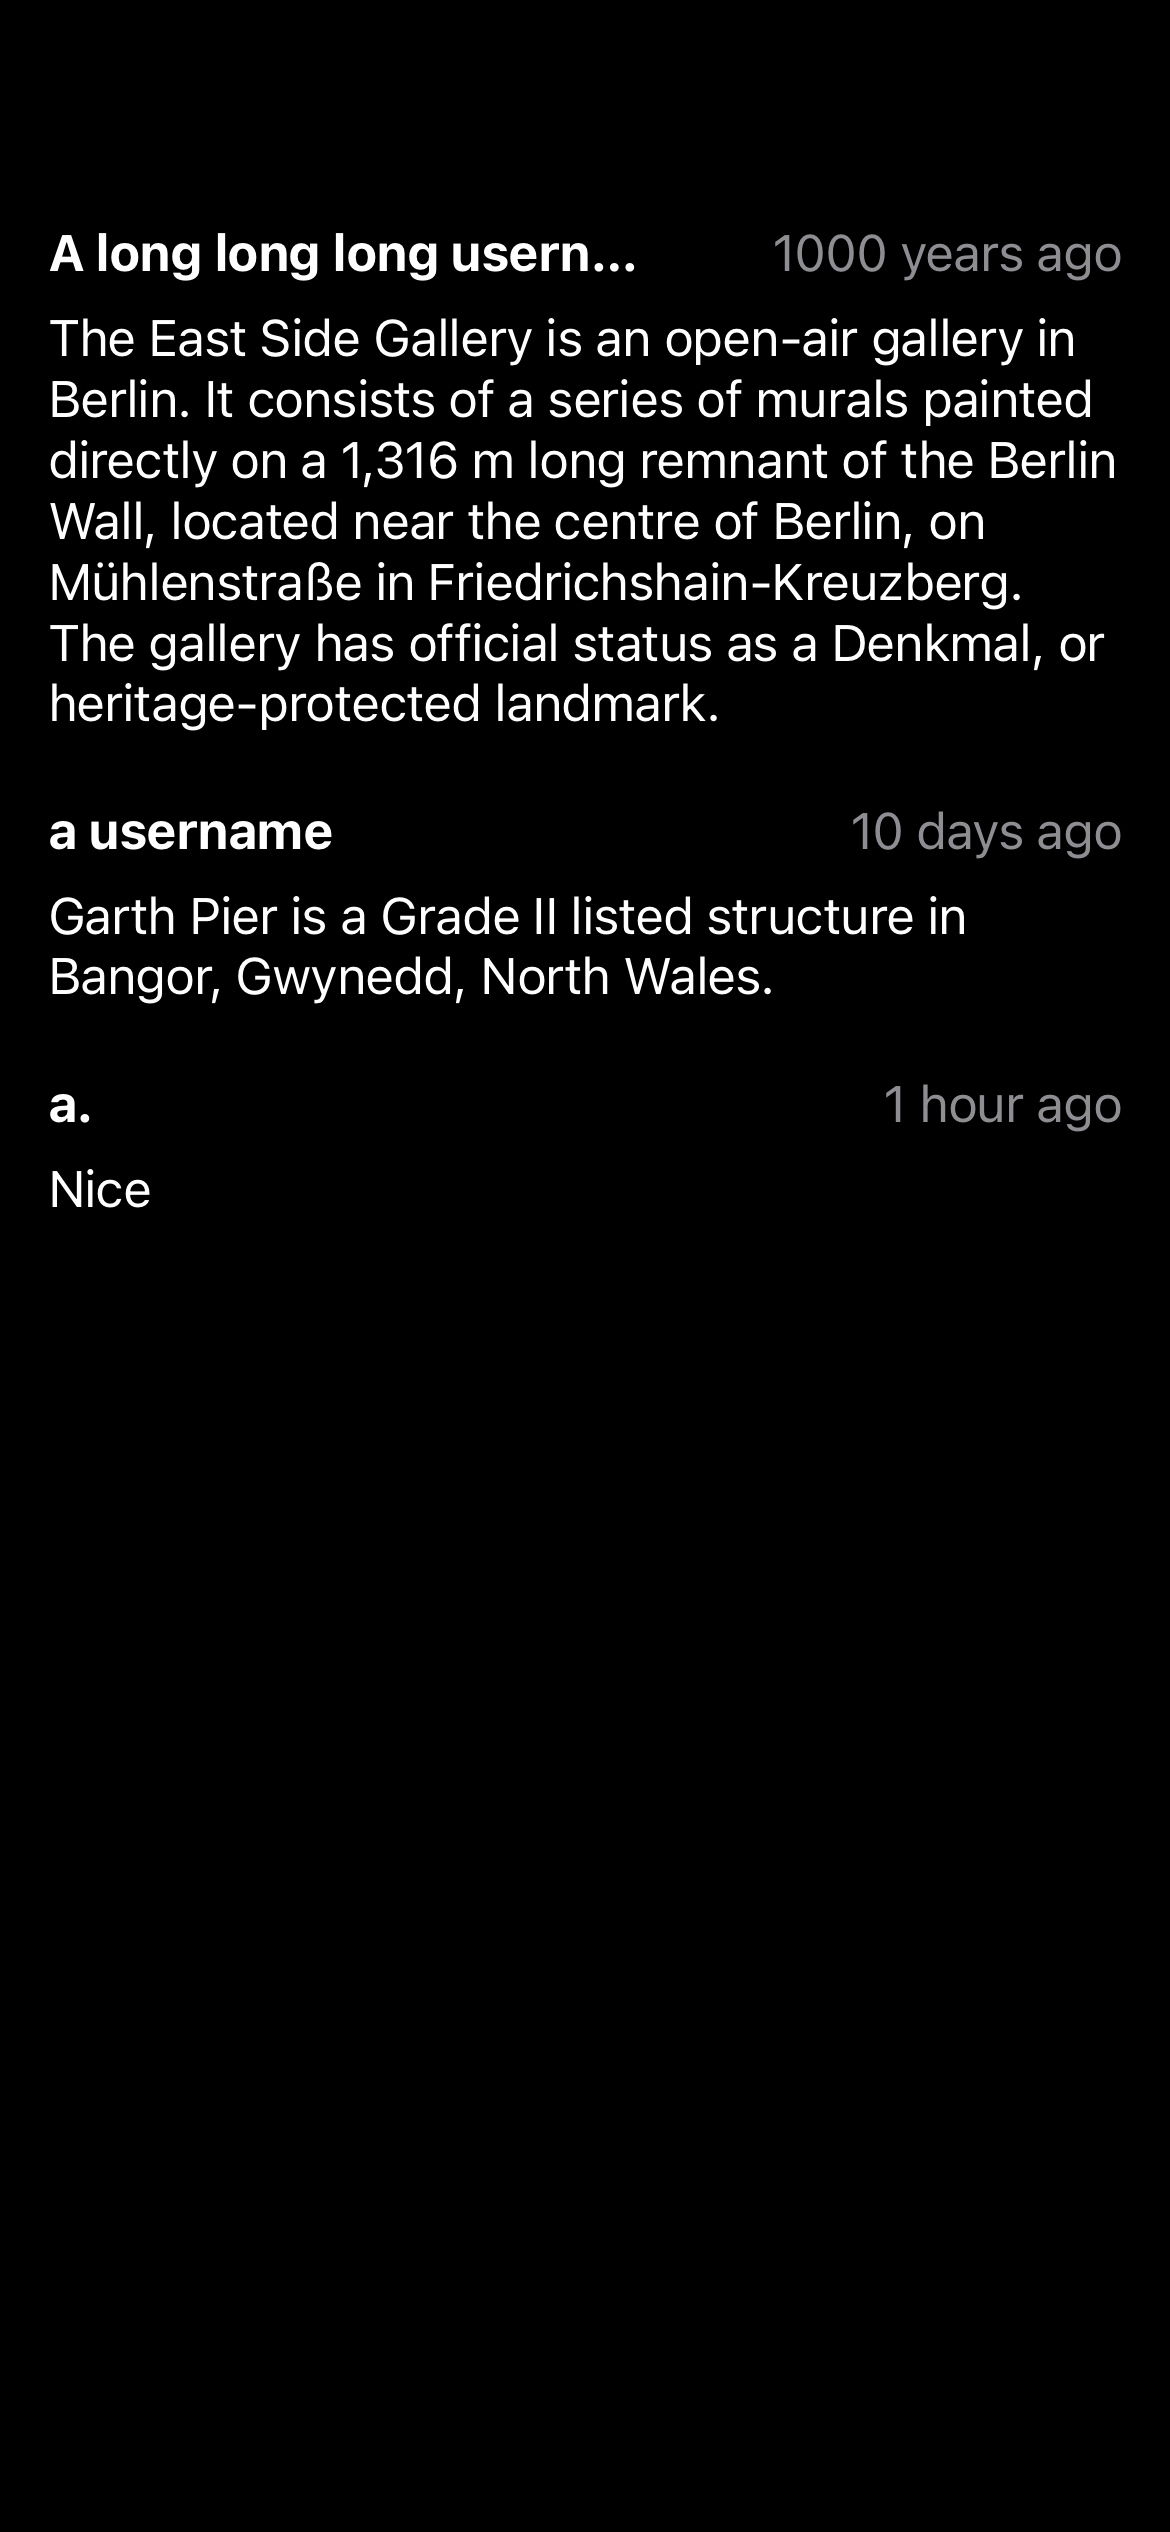 A long long long usern...
1000 years ago
The East Side Gallery is an open-air gallery in
Berlin. It consists of a series of murals painted
directly on a 1,316 m long remnant of the Berlin
Wall, located near the centre of Berlin, on
Mühlenstraße in Friedrichshain-Kreuzberg.
The gallery has official status as a Denkmal, or
heritage-protected landmark.
a username
10 days ago
Garth Pier is a Grade II listed structure in
Bangor, Gwynedd, North Wales.
a.
1 hour ago
Nice